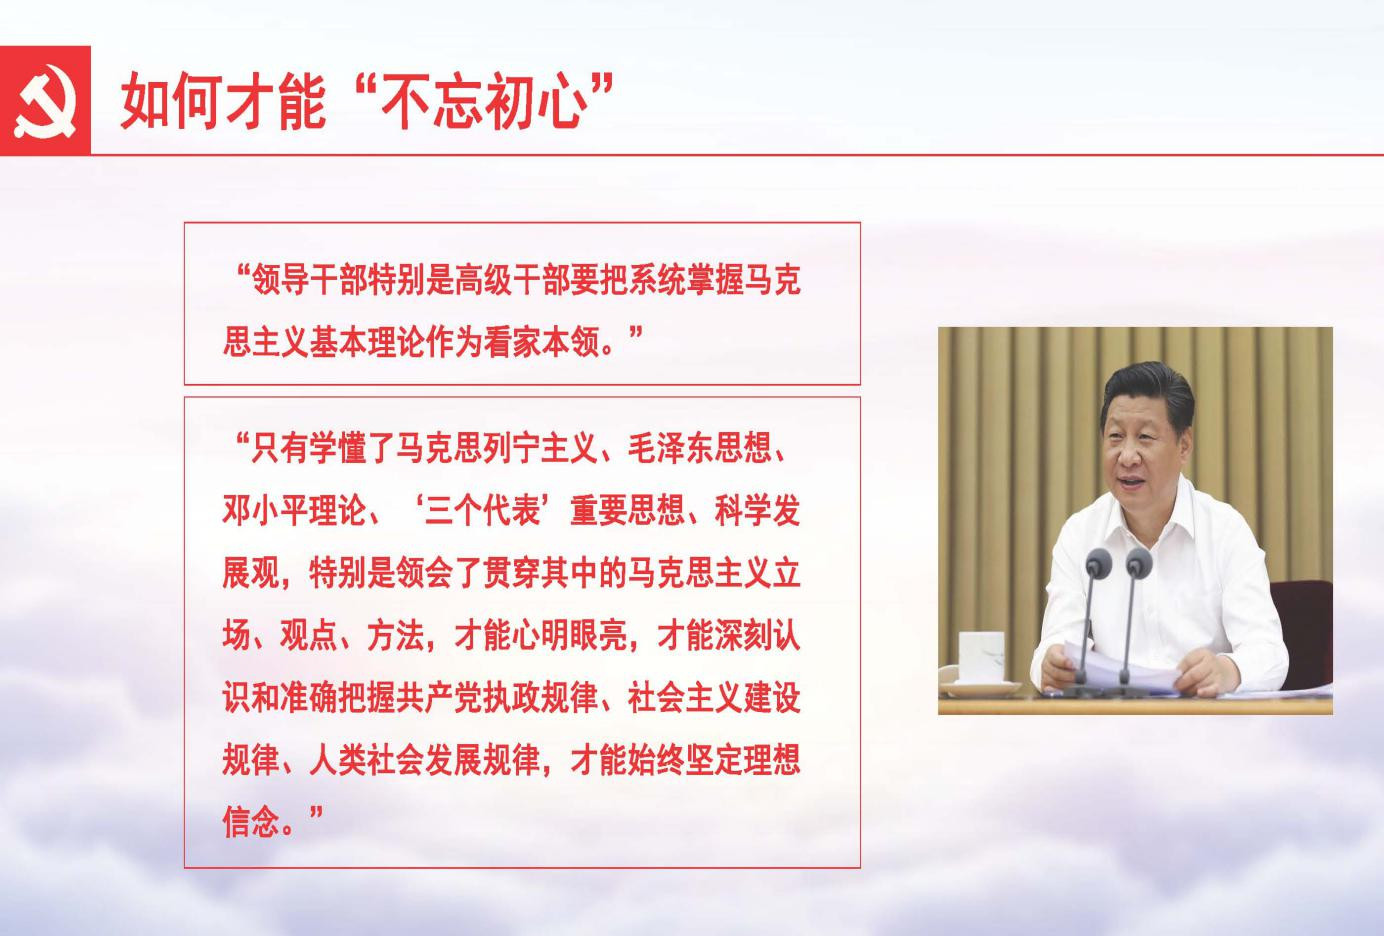 如何才能“不忘初心”
“领导干部特别是高级干部要把系统掌握马克
思主义基本理论作为看家本领。”
“只有学懂了马克思列宁主义、毛泽东思想、
邓小平理论、‘三个代表’重要思想、科学发
展观，特别是领会了贯穿其中的马克思主义立
场、观点、方法，才能心明眼亮，才能深刻认
识和准确把握共产党执政规律、社会主义建设
规律、人类社会发展规律，才能始终坚定理想
信念。”